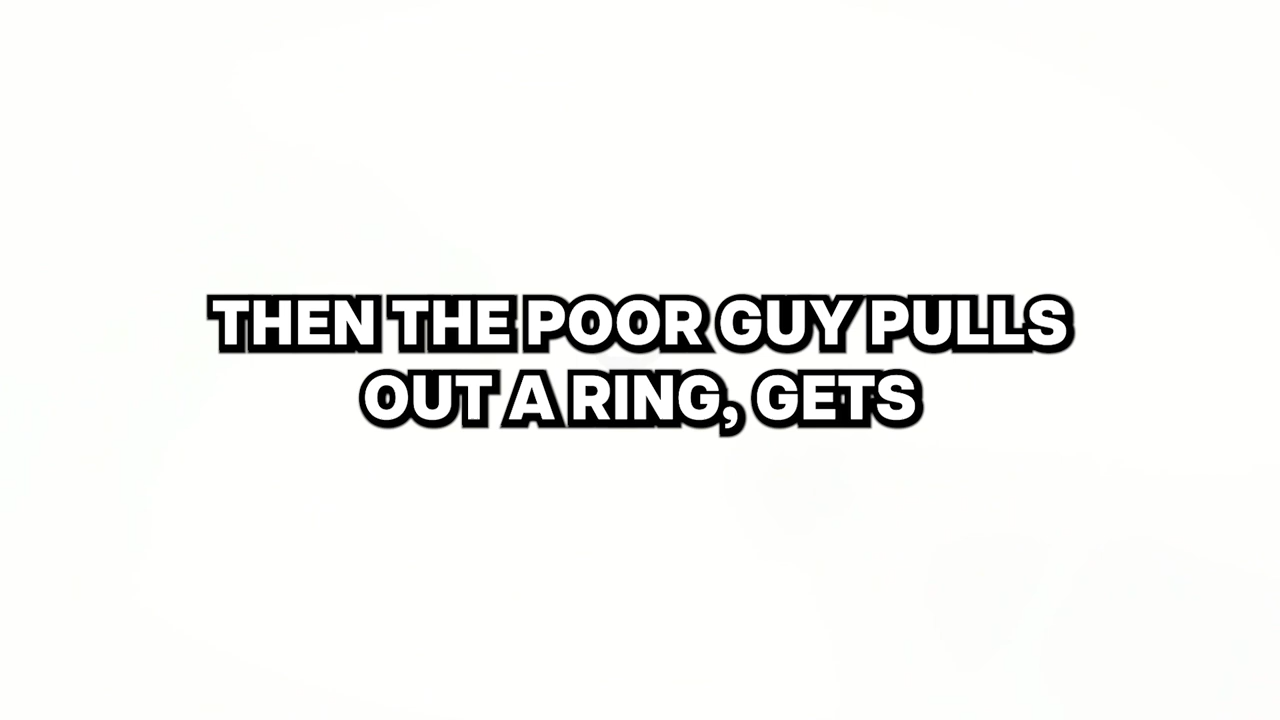 THEN THE POOR GUY PULLS
OUT A RING, GETS